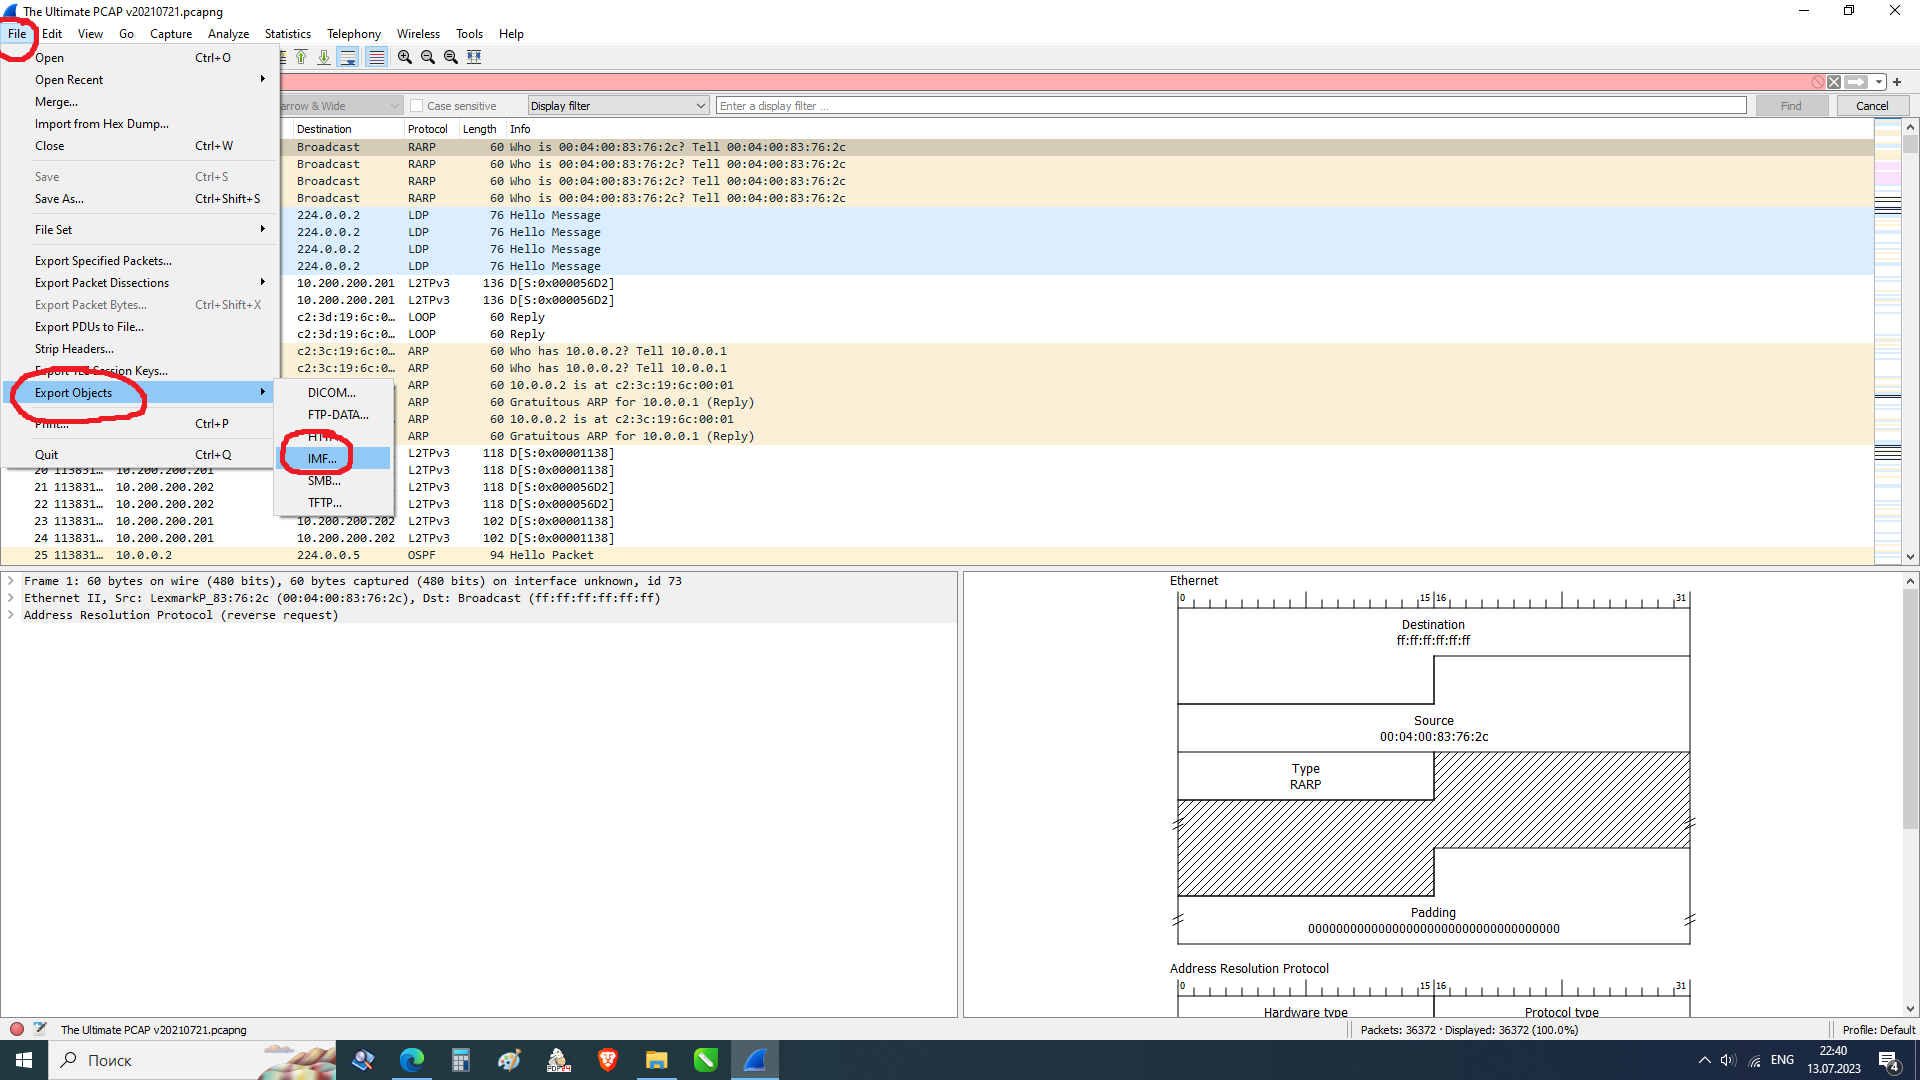 The Ultimate PCAP v20210721.pcapng
File Edit View Go Capture Analyze Statistics Telephony Wireless Tools Help
Open Ctrl+O
Open Recent
Merge...
Import from Hex Dump...
Close Ctrl+W
Save Ctrl+S
Save As... Ctrl+Shift+S
File Set
Export Specified Packets...
Export Packet Dissections
Export Packet Bytes... Ctrl+Shift+X
Export PDUs to File...
Strip Headers...
Export TLS Session Keys...
Export Objects
Print... Ctrl+P
Quit Ctrl+Q
DICOM...
FTP-DATA...
HTTP...
IMF...
SMB...
TFTP...
arrow & Wide Case sensitive Display filter Enter a display filter ... Find Cancel
Destination Protocol Length Info
Broadcast RARP 60 Who is 00:04:00:83:76:2c? Tell 00:04:00:83:76:2c
Broadcast RARP 60 Who is 00:04:00:83:76:2c? Tell 00:04:00:83:76:2c
Broadcast RARP 60 Who is 00:04:00:83:76:2c? Tell 00:04:00:83:76:2c
Broadcast RARP 60 Who is 00:04:00:83:76:2c? Tell 00:04:00:83:76:2c
224.0.0.2 LDP 76 Hello Message
224.0.0.2 LDP 76 Hello Message
224.0.0.2 LDP 76 Hello Message
224.0.0.2 LDP 76 Hello Message
10.200.200.201 L2TPv3 136 D[S:0x000056D2]
10.200.200.201 L2TPv3 136 D[S:0x000056D2]
c2:3d:19:6c:0… LOOP 60 Reply
c2:3d:19:6c:0… LOOP 60 Reply
c2:3c:19:6c:0… ARP 60 Who has 10.0.0.2? Tell 10.0.0.1
c2:3c:19:6c:0… ARP 60 Who has 10.0.0.2? Tell 10.0.0.1
ARP 60 10.0.0.2 is at c2:3c:19:6c:00:01
ARP 60 Gratuitous ARP for 10.0.0.1 (Reply)
ARP 60 10.0.0.2 is at c2:3c:19:6c:00:01
ARP 60 Gratuitous ARP for 10.0.0.1 (Reply)
L2TPv3 118 D[S:0x00001138]
20 113831… 10.200.200.201 L2TPv3 118 D[S:0x00001138]
21 113831… 10.200.200.202 L2TPv3 118 D[S:0x000056D2]
22 113831… 10.200.200.202 L2TPv3 118 D[S:0x000056D2]
23 113831… 10.200.200.201 10.200.200.202 L2TPv3 102 D[S:0x00001138]
24 113831… 10.200.200.201 10.200.200.202 L2TPv3 102 D[S:0x00001138]
25 113831… 10.0.0.2 224.0.0.5 OSPF 94 Hello Packet
Frame 1: 60 bytes on wire (480 bits), 60 bytes captured (480 bits) on interface unknown, id 73
Ethernet II, Src: LexmarkP_83:76:2c (00:04:00:83:76:2c), Dst: Broadcast (ff:ff:ff:ff:ff:ff)
Address Resolution Protocol (reverse request)
Ethernet
0 15 16 31
Destination
ff:ff:ff:ff:ff:ff
Source
00:04:00:83:76:2c
Type
RARP
Padding
000000000000000000000000000000000000
Address Resolution Protocol
0 15 16 31
Hardware type Protocol type
The Ultimate PCAP v20210721.pcapng Packets: 36372 · Displayed: 36372 (100.0%) Profile: Default
Поиск
PDF24
ENG
22:40
13.07.2023
4